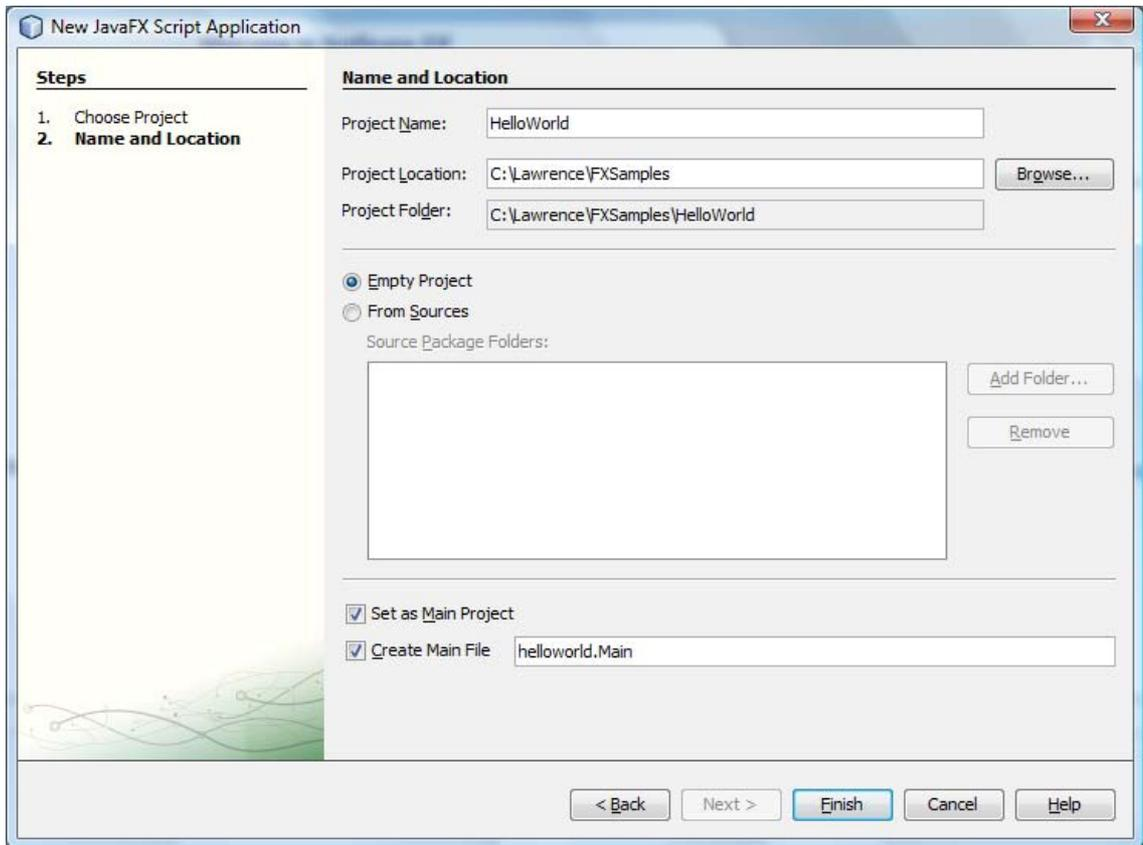 New JavaFX Script Application
Steps
1. Choose Project
2. Name and Location
Name and Location
Project Name: HelloWorld
Project Location: C:\Lawrence\FXSamples Browse...
Project Folder: C:\Lawrence\FXSamples\HelloWorld
Empty Project
From Sources
Source Package Folders:
Add Folder...
Remove
Set as Main Project
Create Main File helloworld.Main
< Back Next > Finish Cancel Help